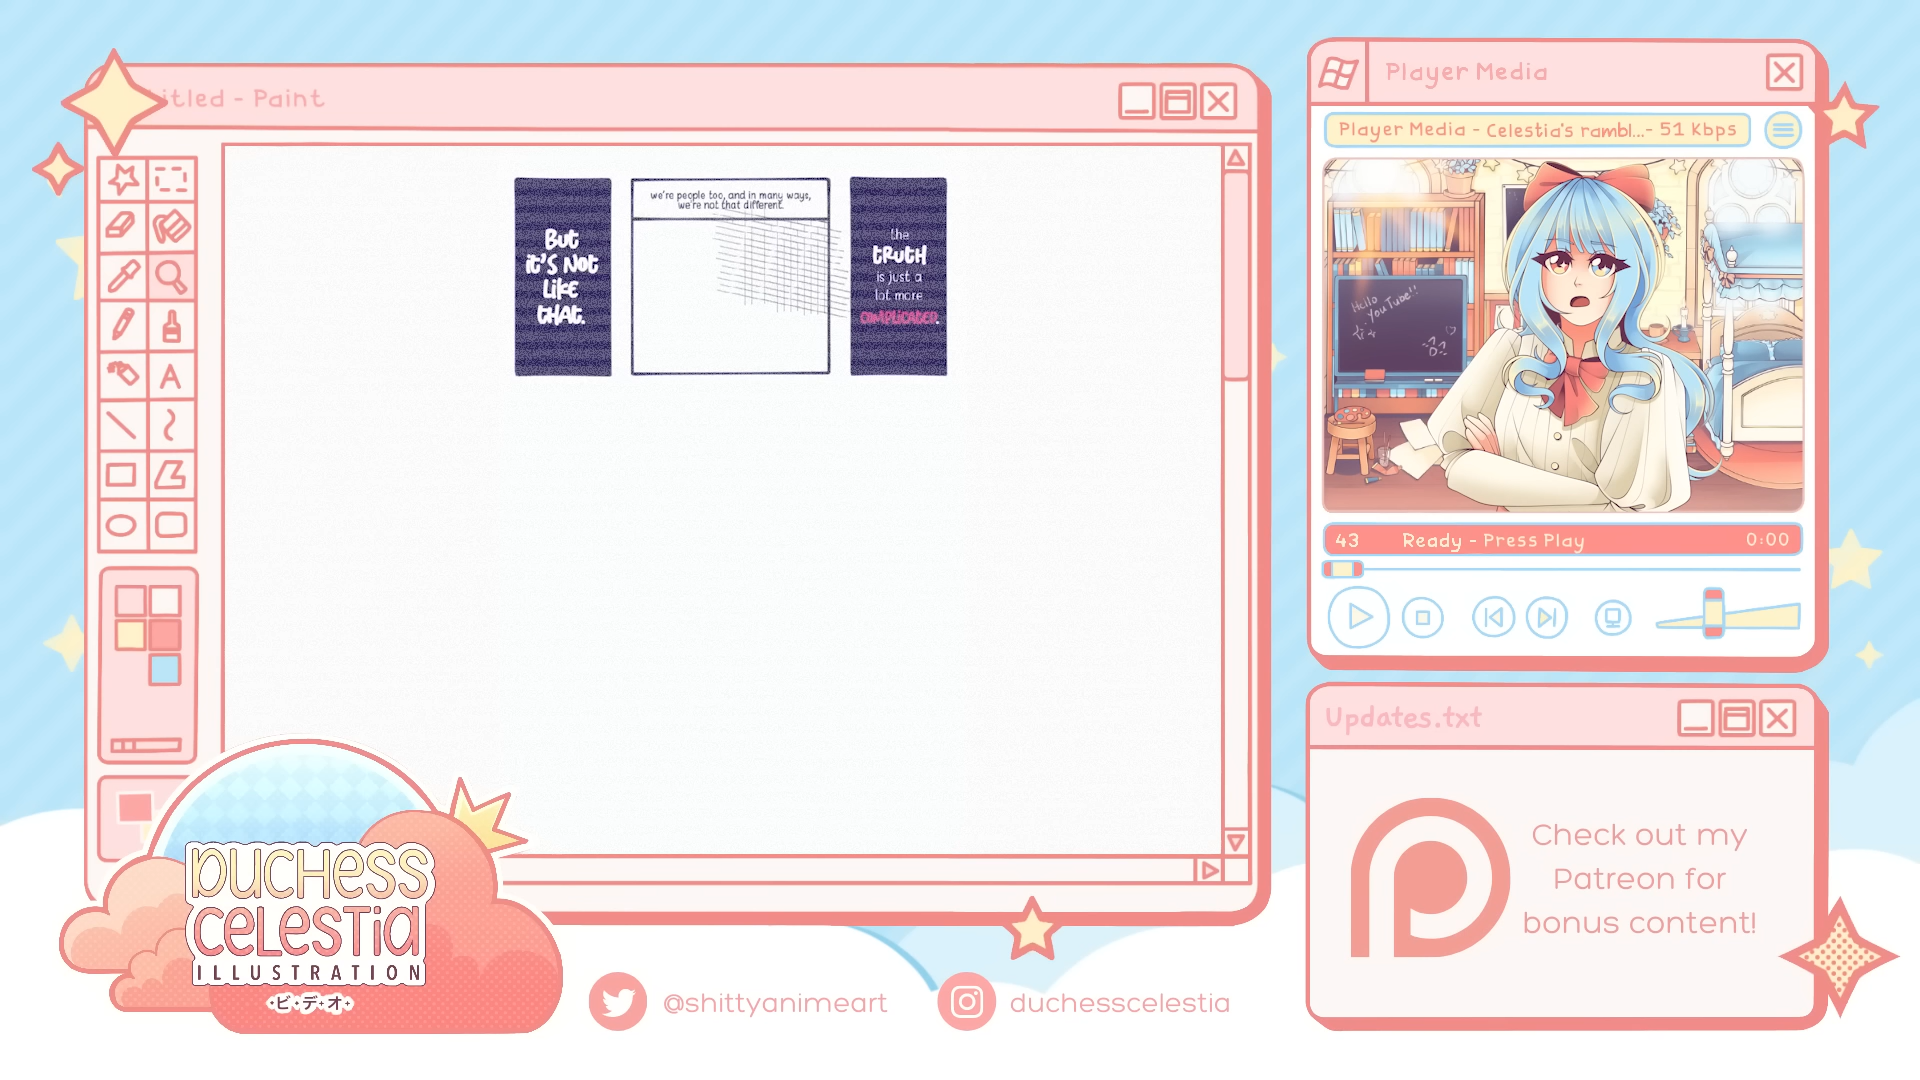 titled - Paint
But
it's not
like
that.
we're people too, and in many ways,
we're not that different.
the
truth
is just a
lot more
complicated.
Player Media
Player Media - Celestia's rambl...- 51 Kbps
Hello
YouTube!!
43 Ready - Press Play 0:00
Updates.txt
Check out my
Patreon for
bonus content!
DUCHESS
CELESTIA
ILLUSTRATION
・ビ・デ・オ・
@shittyanimeart
duchesscelestia